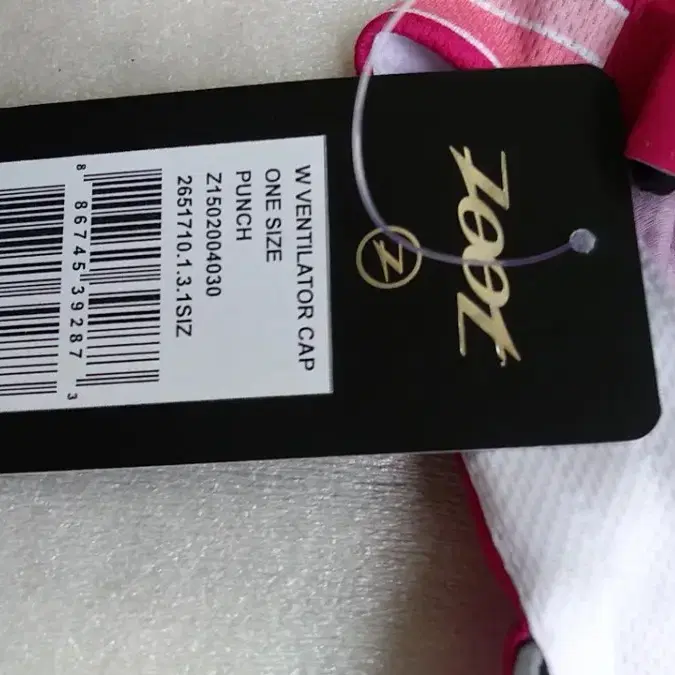 zoot
Z
W VENTILATOR CAP
ONE SIZE
PUNCH
Z1502004030
2651710.1.3.1SIZ
8 86745 39287 3